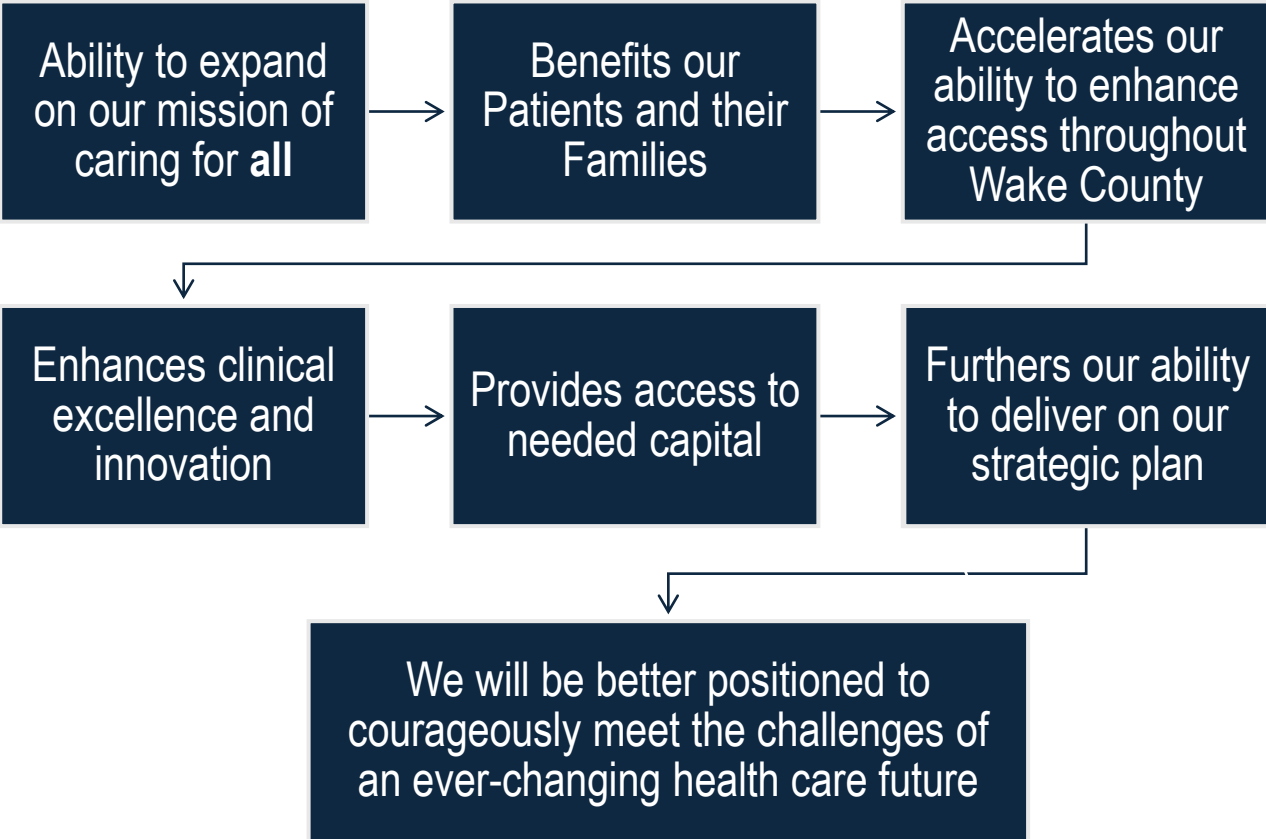 Ability to expand
on our mission of
caring for all
Benefits our
Patients and their
Families
Accelerates our
ability to enhance
access throughout
Wake County
Enhances clinical
excellence and
innovation
Provides access to
needed capital
Furthers our ability
to deliver on our
strategic plan
We will be better positioned to
courageously meet the challenges of
an ever-changing health care future